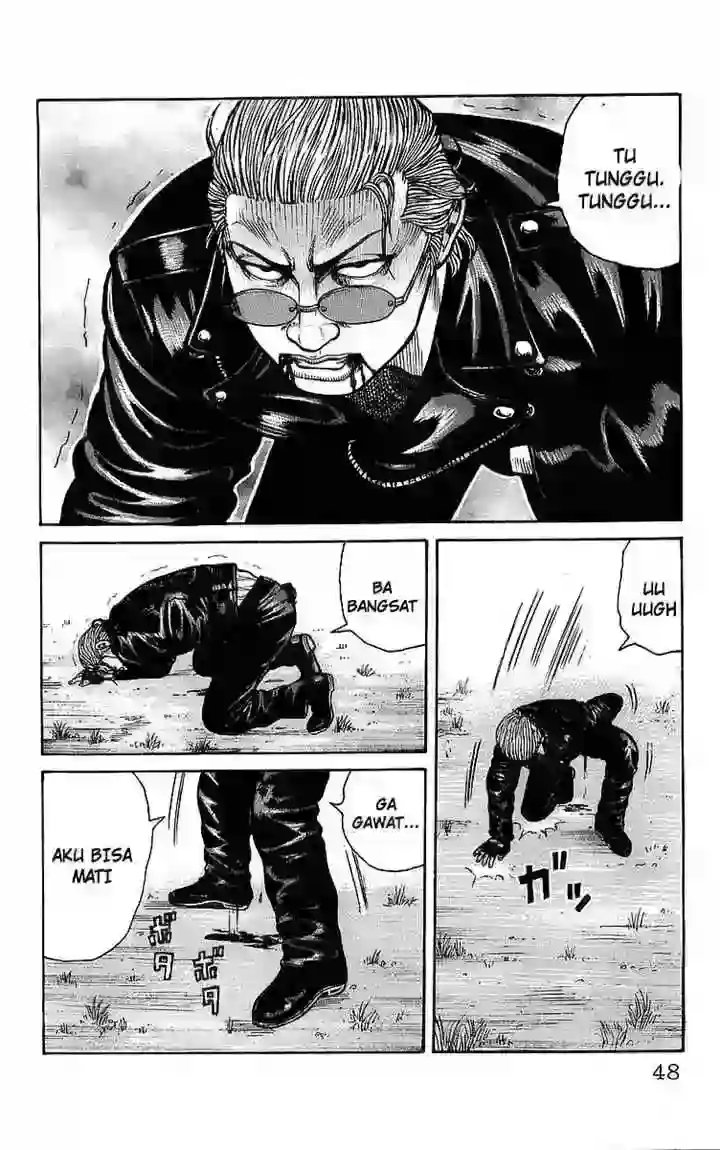 TU
TUNGGU.
TUNGGU...
UU
UUGH
ガッ
BA
BANGSAT
GA
GAWAT...
AKU BISA
MATI
ボタ
ボタ
48